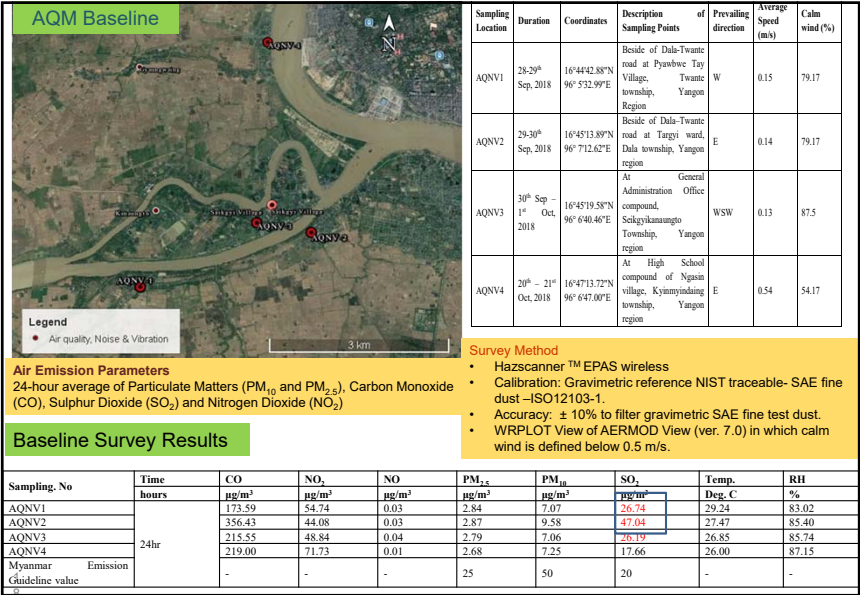 AQM Baseline
N
AQNV-4
Seikgyi Village
Seikgyi Village
AQNV-3
AQNV-2
AQNV-1
Legend
Air quality, Noise & Vibration
3 km
Sampling Location Duration Coordinates Description of Sampling Points Prevailing direction Average Speed (m/s) Calm wind (%)
AQNV1 28-29th Sep, 2018 16°44'42.88"N 96° 5'32.99"E Beside of Dala-Twante road at Pyawbwe Tay Village, Twante township, Yangon Region W 0.15 79.17
AQNV2 29-30th Sep, 2018 16°45'13.89"N 96° 7'12.62"E Beside of Dala–Twante road at Targyi ward, Dala township, Yangon region E 0.14 79.17
AQNV3 30th Sep – 1st Oct, 2018 16°45'19.58"N 96° 6'40.46"E At General Administration Office compound, Seikgyikanaungto Township, Yangon region WSW 0.13 87.5
AQNV4 20th – 21st Oct, 2018 16°47'13.72"N 96° 6'47.00"E At High School compound of Ngasin village, Kyinmyindaing township, Yangon region E 0.54 54.17
Air Emission Parameters
24-hour average of Particulate Matters (PM10 and PM2.5), Carbon Monoxide
(CO), Sulphur Dioxide (SO2) and Nitrogen Dioxide (NO2)
Survey Method
• Hazscanner TM EPAS wireless
• Calibration: Gravimetric reference NIST traceable- SAE fine
dust –ISO12103-1.
• Accuracy: ± 10% to filter gravimetric SAE fine test dust.
• WRPLOT View of AERMOD View (ver. 7.0) in which calm
wind is defined below 0.5 m/s.
Baseline Survey Results
Sampling. No Time CO NO2 NO PM2.5 PM10 SO2 Temp. RH
hours µg/m³ µg/m³ µg/m³ µg/m³ µg/m³ µg/m³ Deg. C %
AQNV1 24hr 173.59 54.74 0.03 2.84 7.07 26.74 29.24 83.02
AQNV2 356.43 44.08 0.03 2.87 9.58 47.04 27.47 85.40
AQNV3 215.55 48.84 0.04 2.79 7.06 26.19 26.85 85.74
AQNV4 219.00 71.73 0.01 2.68 7.25 17.66 26.00 87.15
Myanmar Emission Guideline value - - - 25 50 20 - -